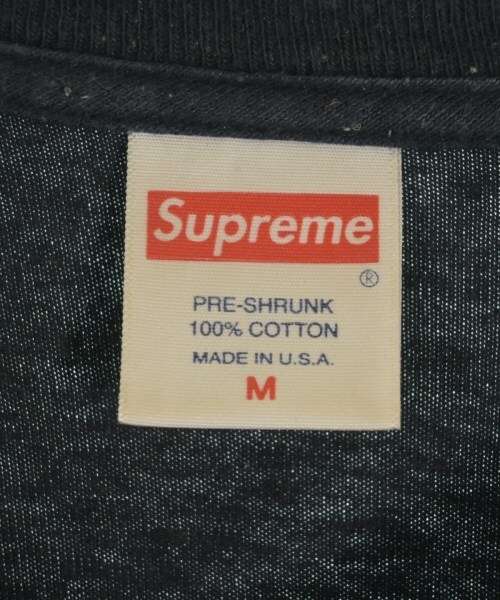 Supreme
®
PRE-SHRUNK
100% COTTON
MADE IN U.S.A.
M